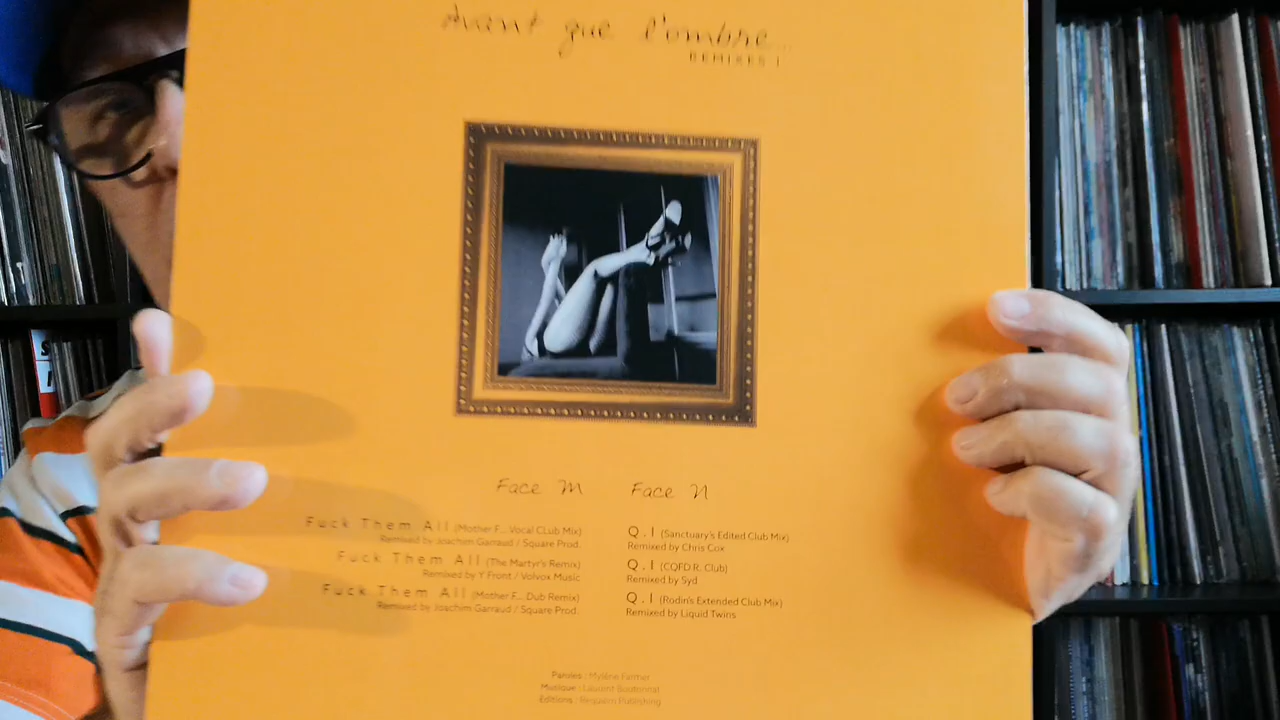 Avant que l'ombre...
REMIXES I
Face M
Fuck Them All (Mother F... Vocal CLub Mix)
Remixed by Joachim Garraud / Square Prod.
Fuck Them All (The Martyr's Remix)
Remixed by Y Front / Volvox Music
Fuck Them All (Mother F... Dub Remix)
Remixed by Joachim Garraud / Square Prod.
Face N
Q . I (Sanctuary's Edited Club Mix)
Remixed by Chris Cox
Q . I (CQFD.R. Club)
Remixed by Syd
Q . I (Rodin's Extended Club Mix)
Remixed by Liquid Twins
Paroles : Mylène Farmer
Musique : Laurent Boutonnat
Editions : Requiem Publishing